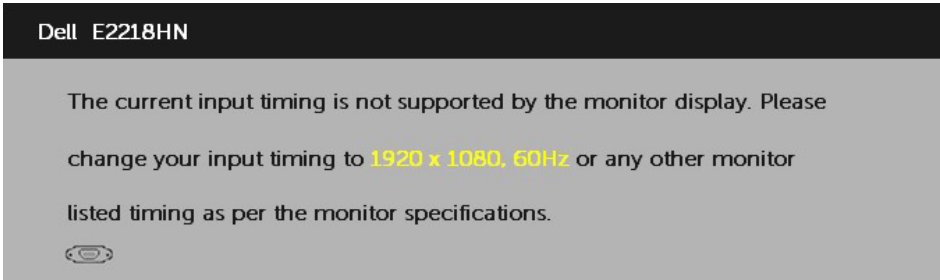 Dell E2218HN
The current input timing is not supported by the monitor display. Please
change your input timing to 1920 x 1080, 60Hz or any other monitor
listed timing as per the monitor specifications.